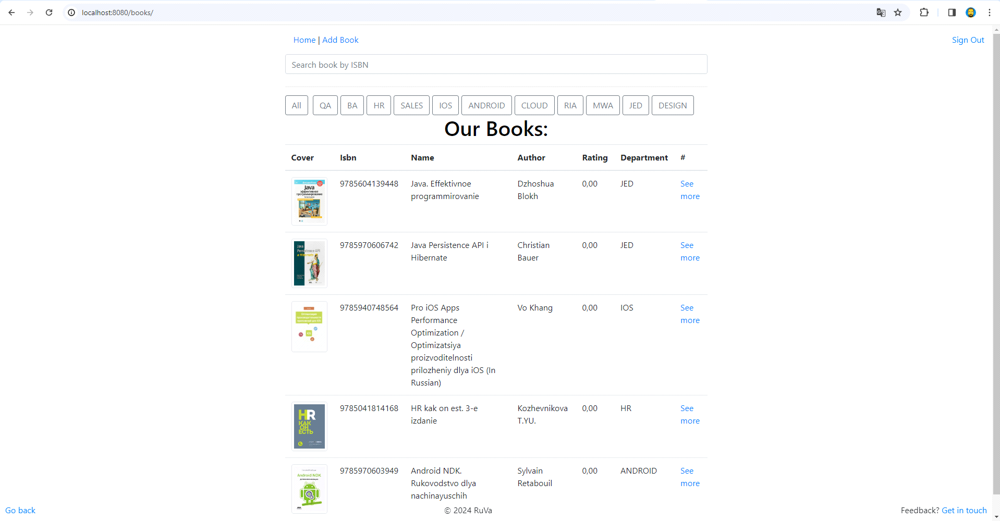 localhost:8080/books/
Home | Add Book
Sign Out
Search book by ISBN
All QA BA HR SALES IOS ANDROID CLOUD RIA MWA JED DESIGN
Our Books:
Cover Isbn Name Author Rating Department #
9785604139448 Java. Effektivnoe Dzhoshua 0,00 JED See
programmirovanie Blokh more
Java
эффективное
программирование
9785970606742 Java Persistence API i Christian 0,00 JED See
Hibernate Bauer more
Java
Persistence API
и Hibernate
9785940748564 Pro iOS Apps Vo Khang 0,00 IOS See
Performance more
Optimization /
Optimizatsiya
proizvoditelnosti
prilozheniy dlya iOS (In
Russian)
Оптимизация
производительности
приложений для iOS
9785041814168 HR kak on est. 3-e Kozhevnikova 0,00 HR See
izdanie T.YU. more
HR
КАК
ОН
ЕСТЬ
9785970603949 Android NDK. Sylvain 0,00 ANDROID See
Rukovodstvo dlya Retabouil more
nachinayuschih
Android NDK
Go back
© 2024 RuVa
Feedback? Get in touch